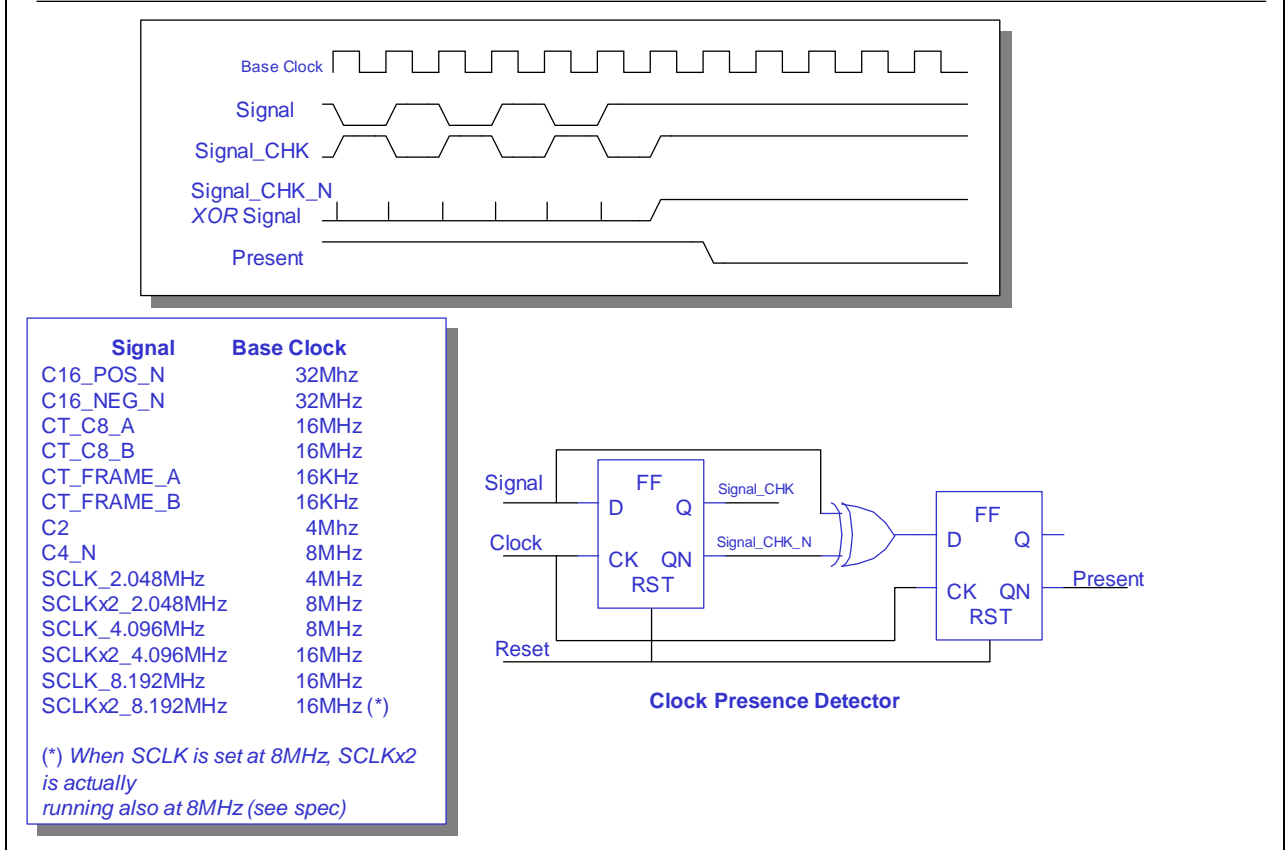 Base Clock
Signal
Signal_CHK
Signal_CHK_N
XOR Signal
Present
Signal Base Clock
C16_POS_N 32Mhz
C16_NEG_N 32MHz
CT_C8_A 16MHz
CT_C8_B 16MHz
CT_FRAME_A 16KHz
CT_FRAME_B 16KHz
C2 4Mhz
C4_N 8MHz
SCLK_2.048MHz 4MHz
SCLKx2_2.048MHz 8MHz
SCLK_4.096MHz 8MHz
SCLKx2_4.096MHz 16MHz
SCLK_8.192MHz 16MHz
SCLKx2_8.192MHz 16MHz (*)
(*) When SCLK is set at 8MHz, SCLKx2
is actually
running also at 8MHz (see spec)
Signal
Clock
Reset
FF
D Q
CK QN
RST
Signal_CHK
Signal_CHK_N
FF
D Q
CK QN
RST
Present
Clock Presence Detector